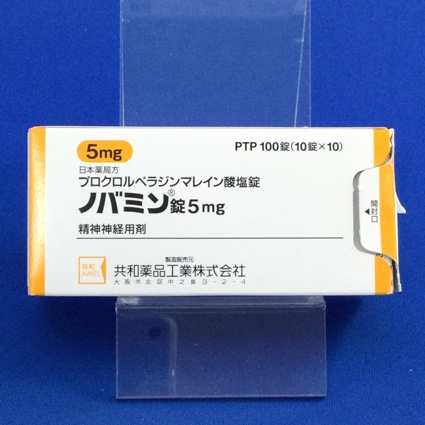 5mg
PTP 100錠(10錠×10)
日本薬局方
プロクロルペラジンマレイン酸塩錠
ノバミン®錠5mg
精神神経用剤
開封口
製造販売元
共和
AMEL
共和薬品工業株式会社
大阪市北区中之島3-2-4